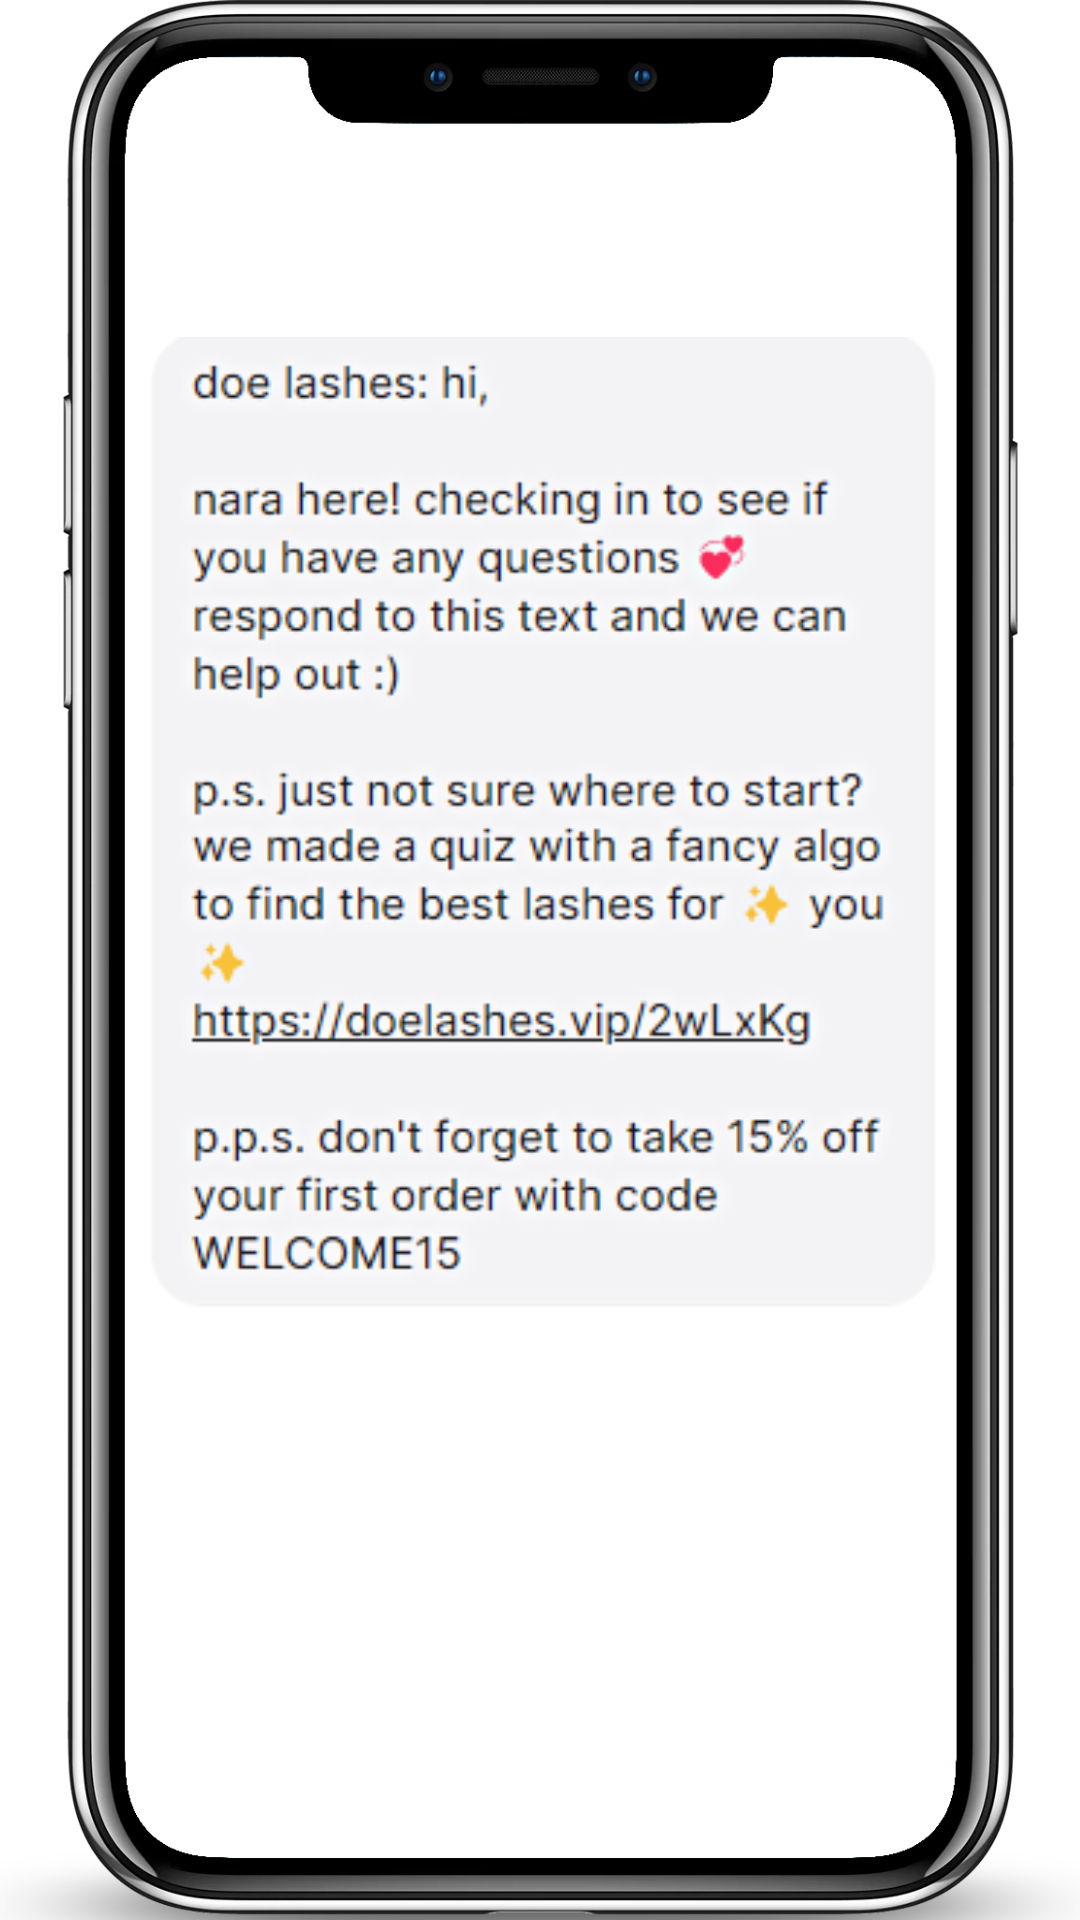 doe lashes: hi,
nara here! checking in to see if
you have any questions 💞
respond to this text and we can
help out :)
p.s. just not sure where to start?
we made a quiz with a fancy algo
to find the best lashes for ✨ you
✨
https://doelashes.vip/2wLxKg
p.p.s. don't forget to take 15% off
your first order with code
WELCOME15